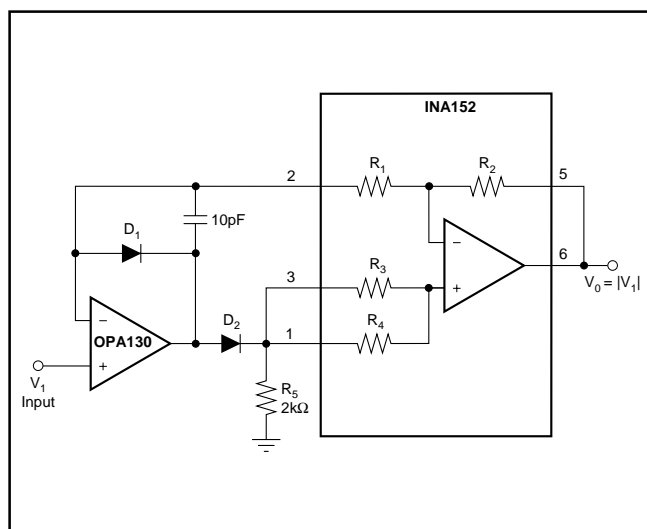 INA152
2
R1
R2
5
10pF
D1
−
+
6
V0 = |V1|
3
R3
D2
1
R4
−
OPA130
+
V1
Input
R5
2kΩ